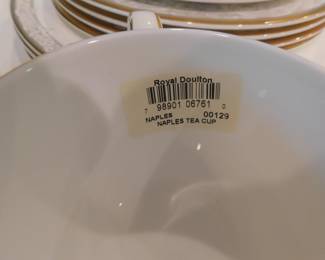 Royal Doulton
7 98901 06761 0
NAPLES 00129
NAPLES TEA CUP